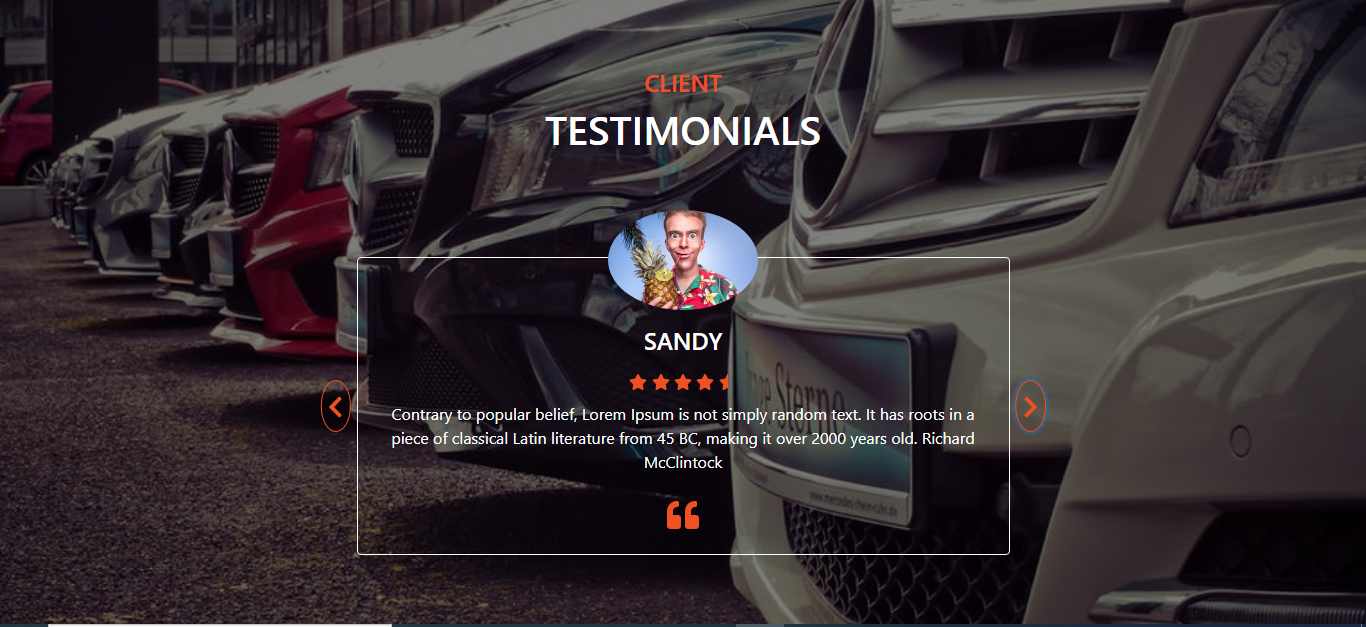 CLIENT
TESTIMONIALS
SANDY
Contrary to popular belief, Lorem Ipsum is not simply random text. It has roots in a
piece of classical Latin literature from 45 BC, making it over 2000 years old. Richard
McClintock
Sterne